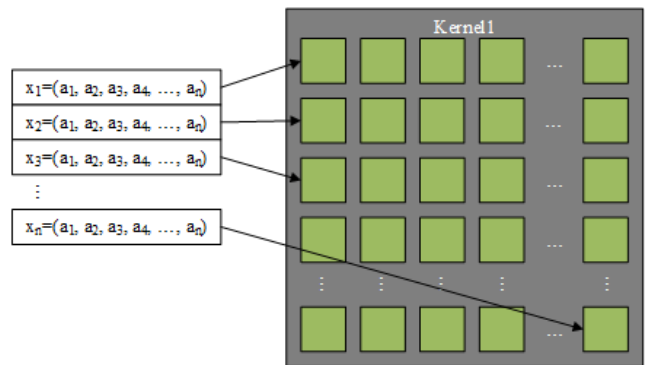 Kernel1
x₁=(a₁, a₂, a₃, a₄, …, aₙ)
x₂=(a₁, a₂, a₃, a₄, …, aₙ)
x₃=(a₁, a₂, a₃, a₄, …, aₙ)
⋮
xₙ=(a₁, a₂, a₃, a₄, …, aₙ)
…
…
…
…
⋮ ⋮ ⋮ ⋮ ⋮
…